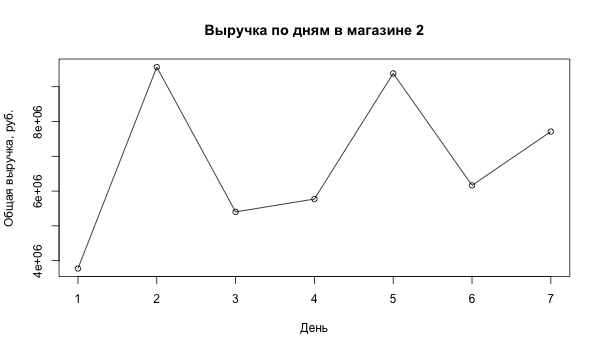 Выручка по дням в магазине 2
Общая выручка, руб.
8e+06
6e+06
4e+06
1 2 3 4 5 6 7
День